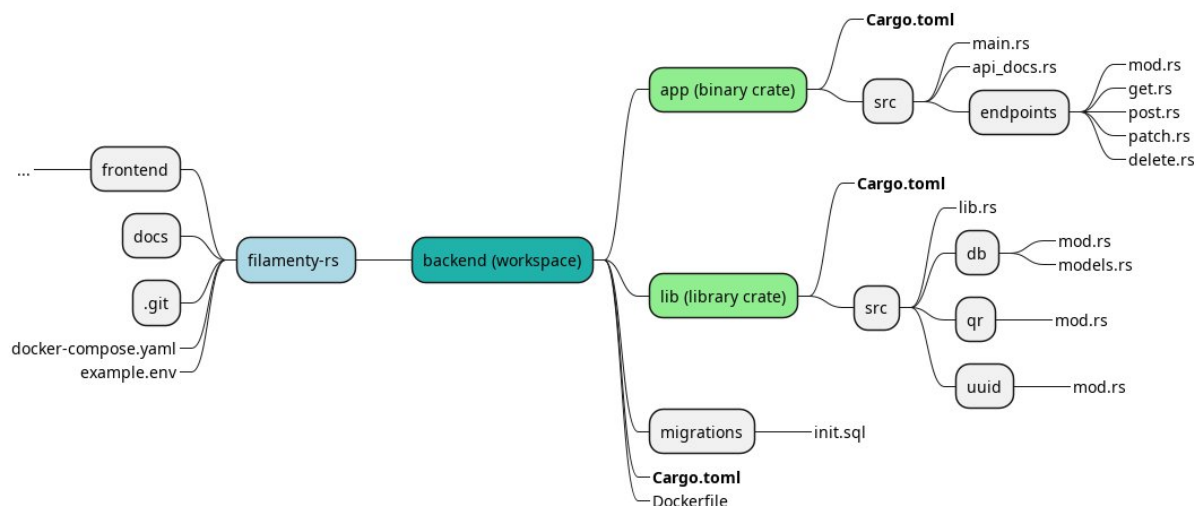 Cargo.toml
main.rs
app (binary crate)
api_docs.rs
src
endpoints
mod.rs
get.rs
post.rs
patch.rs
delete.rs
...
frontend
docs
.git
docker-compose.yaml
example.env
filamenty-rs
backend (workspace)
Cargo.toml
lib.rs
lib (library crate)
src
db
mod.rs
models.rs
qr
mod.rs
uuid
mod.rs
migrations
init.sql
Cargo.toml
Dockerfile